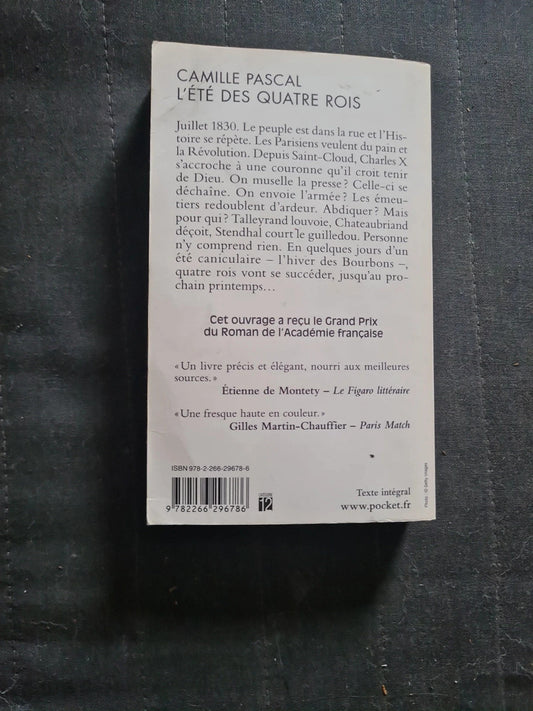 CAMILLE PASCAL
L'ÉTÉ DES QUATRE ROIS
Juillet 1830. Le peuple est dans la rue et l'His-
toire se répète. Les Parisiens veulent du pain et
la Révolution. Depuis Saint-Cloud, Charles X
s'accroche à une couronne qu'il croit tenir
de Dieu. On muselle la presse ? Celle-ci se
déchaîne. On envoie l'armée ? Les émeu-
tiers redoublent d'ardeur. Abdiquer ? Mais
pour qui ? Talleyrand louvoie, Chateaubriand
déçoit, Stendhal court le guilledou. Personne
n'y comprend rien. En quelques jours d'un
été caniculaire – l'hiver des Bourbons –,
quatre rois vont se succéder, jusqu'au pro-
chain printemps…
Cet ouvrage a reçu le Grand Prix
du Roman de l'Académie française
« Un livre précis et élégant, nourri aux meilleures
sources. »
Étienne de Montety – Le Figaro littéraire
« Une fresque haute en couleur. »
Gilles Martin-Chauffier – Paris Match
ISBN 978-2-266-29678-6
9 782266 296786
CATÉGORIE
12
Texte intégral
www.pocket.fr
Photo : © Getty Images